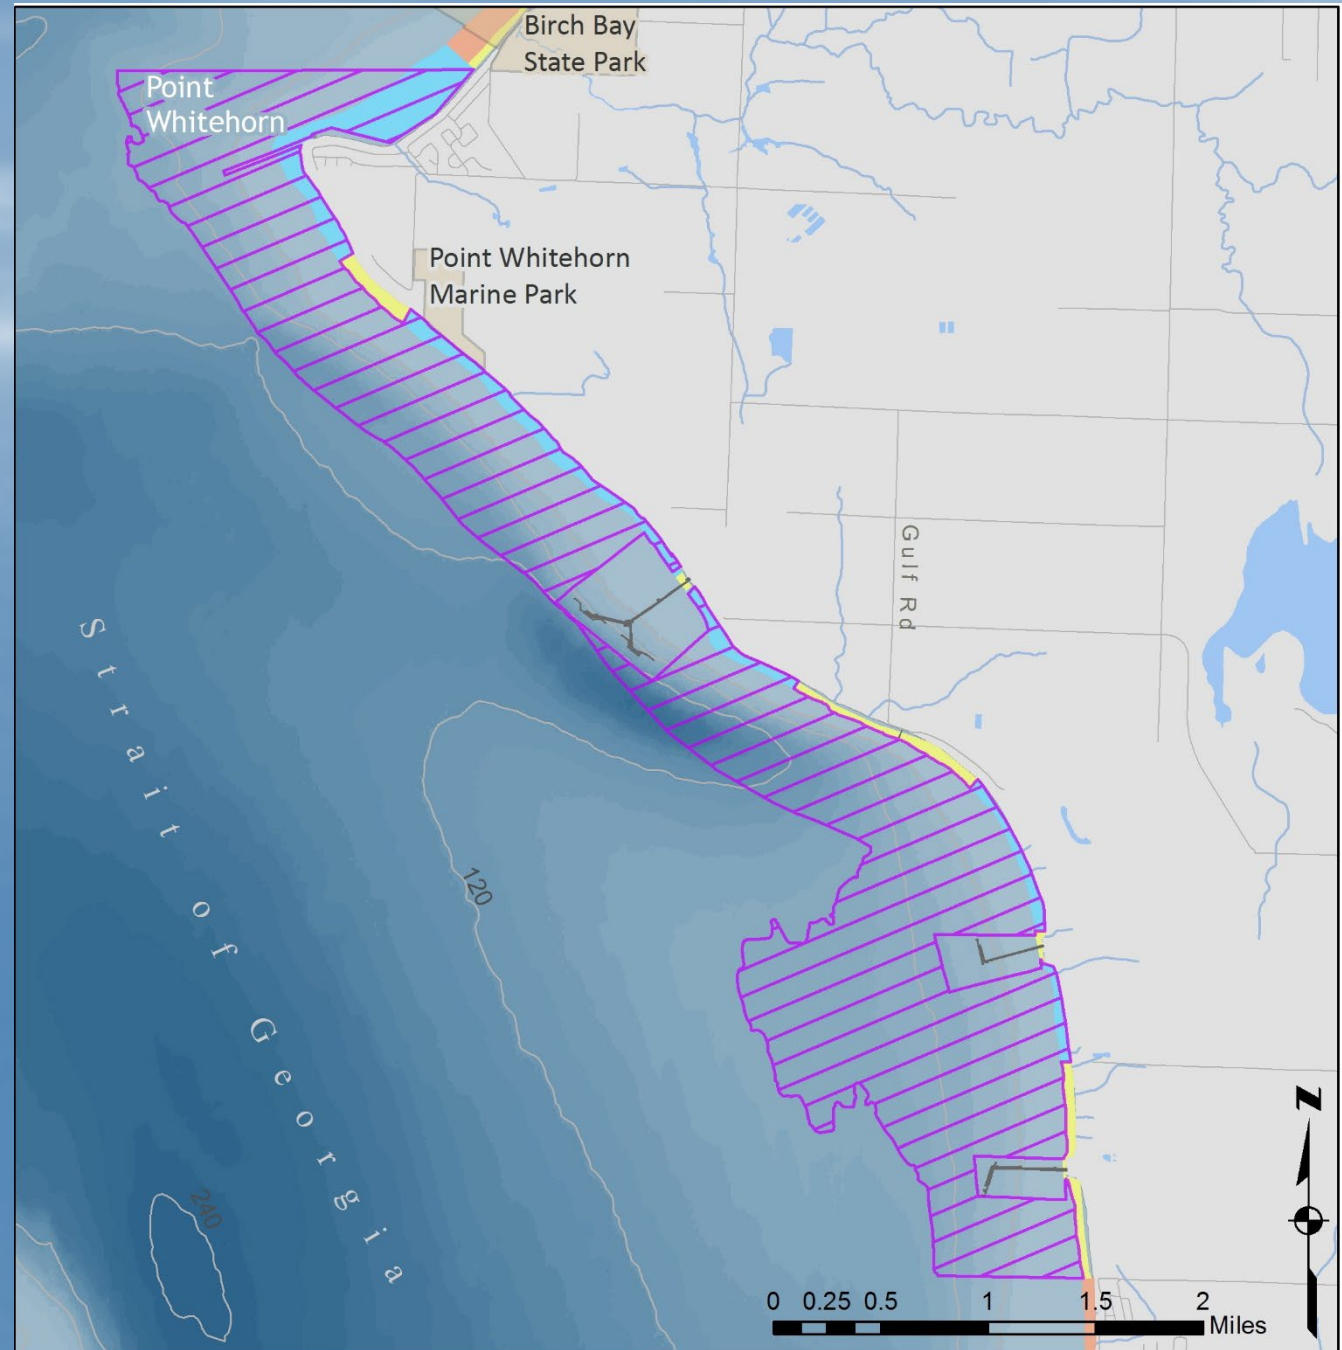 Birch Bay
State Park
Point
Whitehorn
Point Whitehorn
Marine Park
Gulf Rd
Strait of Georgia
120
240
N
0 0.25 0.5 1 1.5 2
Miles